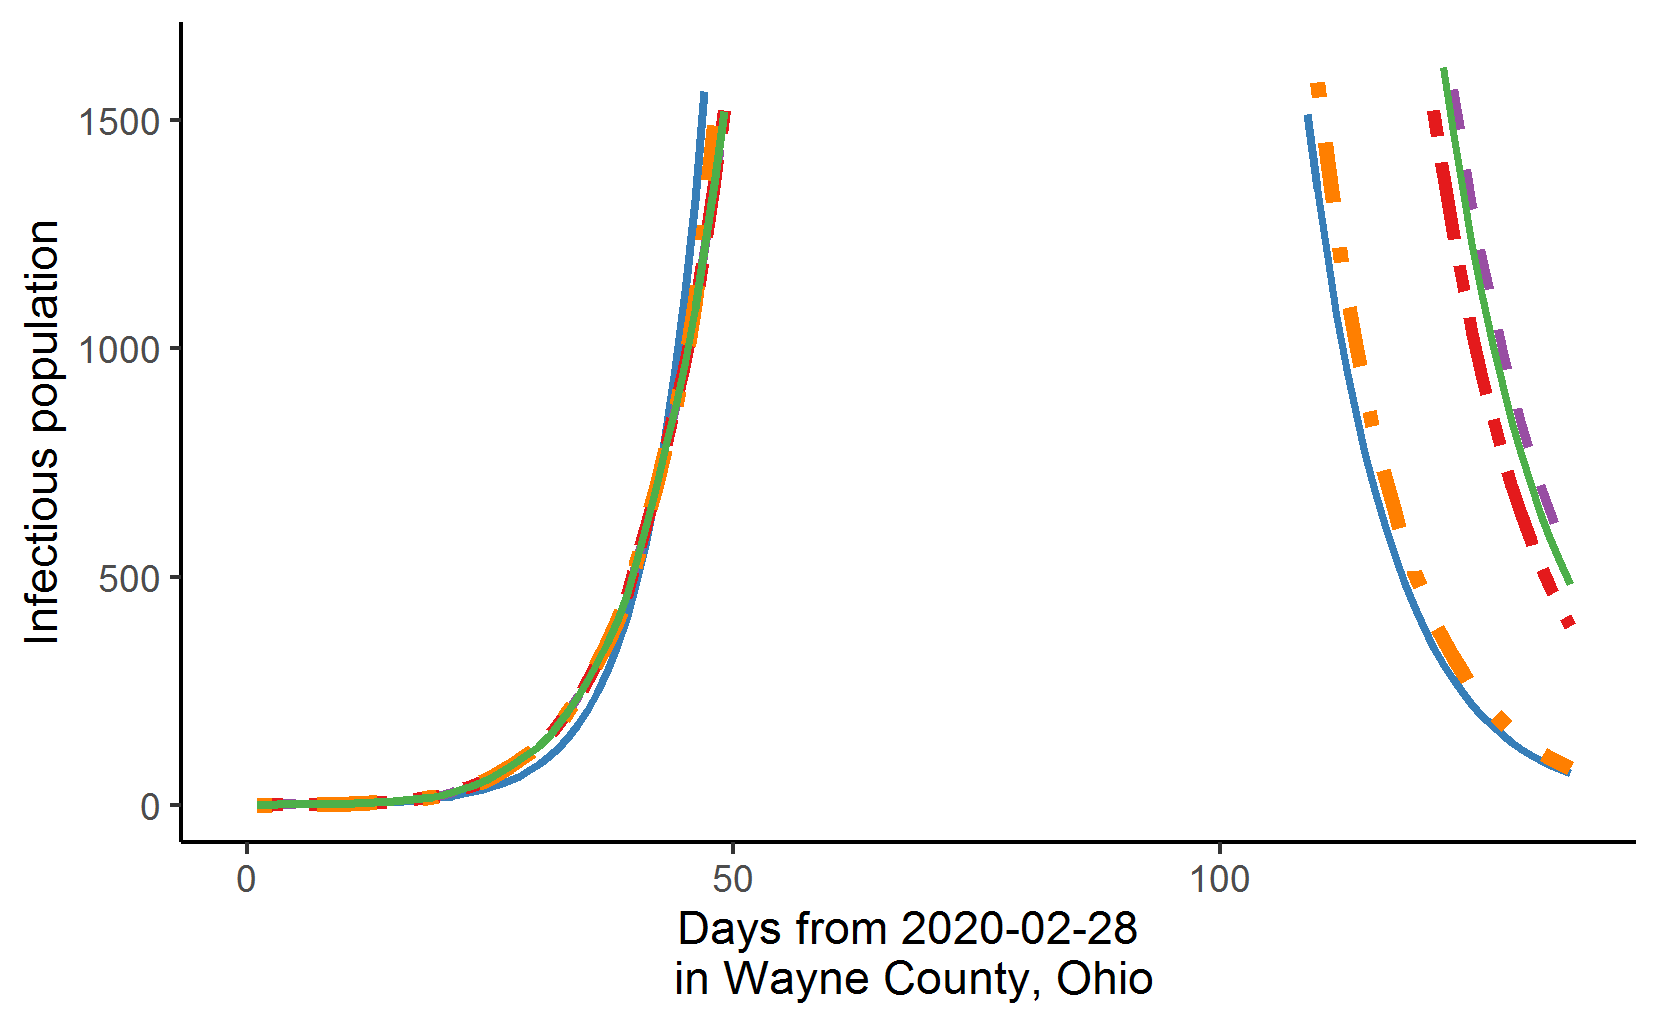 Infectious population
1500
1000
500
0
0 50 100
Days from 2020-02-28
in Wayne County, Ohio